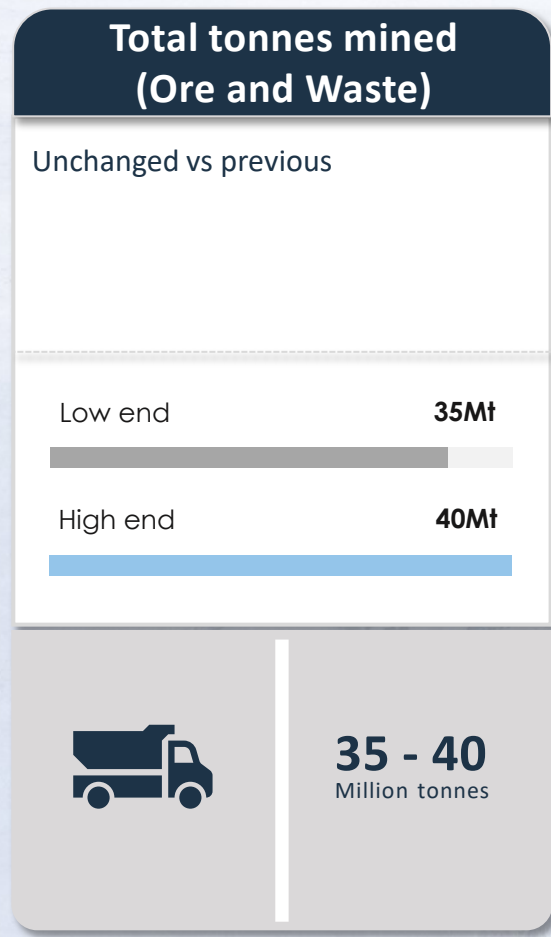 Total tonnes mined
(Ore and Waste)
Unchanged vs previous
Low end 35Mt
High end 40Mt
35 - 40
Million tonnes